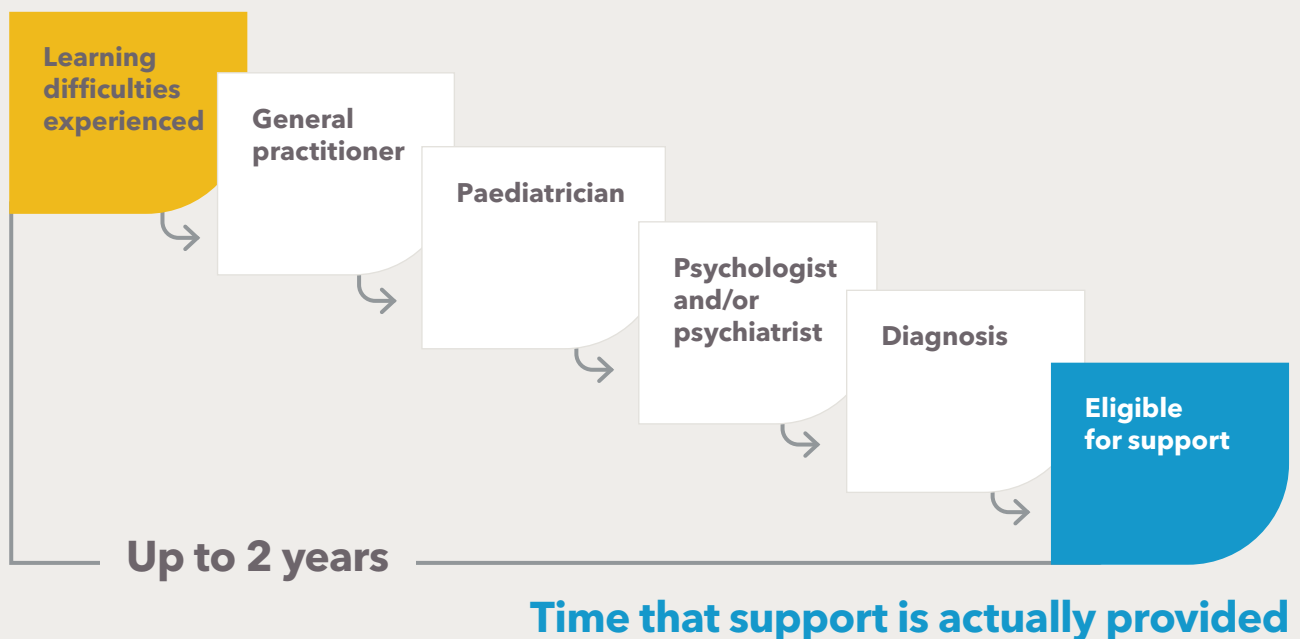 Learning
difficulties
experienced
General
practitioner
Paediatrician
Psychologist
and/or
psychiatrist
Diagnosis
Eligible
for support
Up to 2 years
Time that support is actually provided